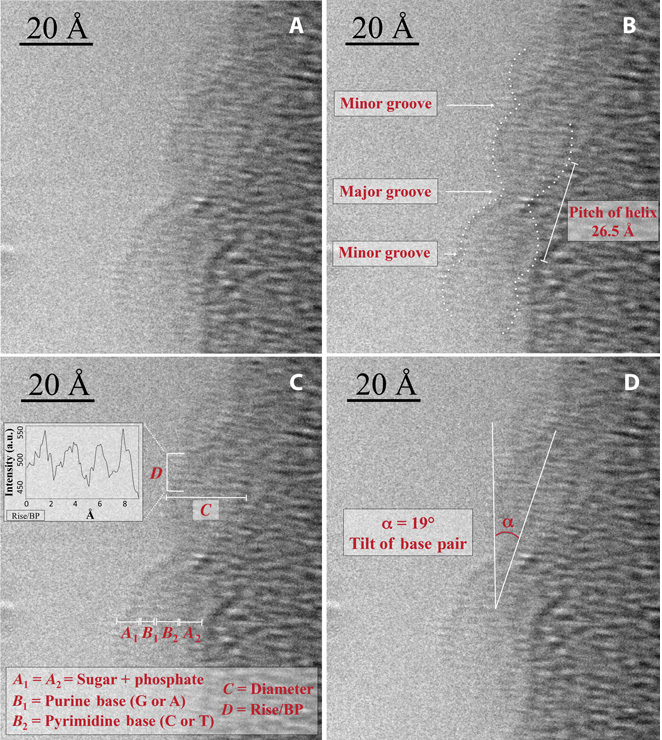 20 Å
A
20 Å
B
Minor groove
Major groove
Pitch of helix
26.5 Å
Minor groove
20 Å
C
Intensity (a.u.)
550
500
450
0 2 4 6 8
Rise/BP
Å
D
C
A₁ B₁ B₂ A₂
A₁ = A₂ = Sugar + phosphate
B₁ = Purine base (G or A)
B₂ = Pyrimidine base (C or T)
C = Diameter
D = Rise/BP
20 Å
D
α = 19°
Tilt of base pair
α